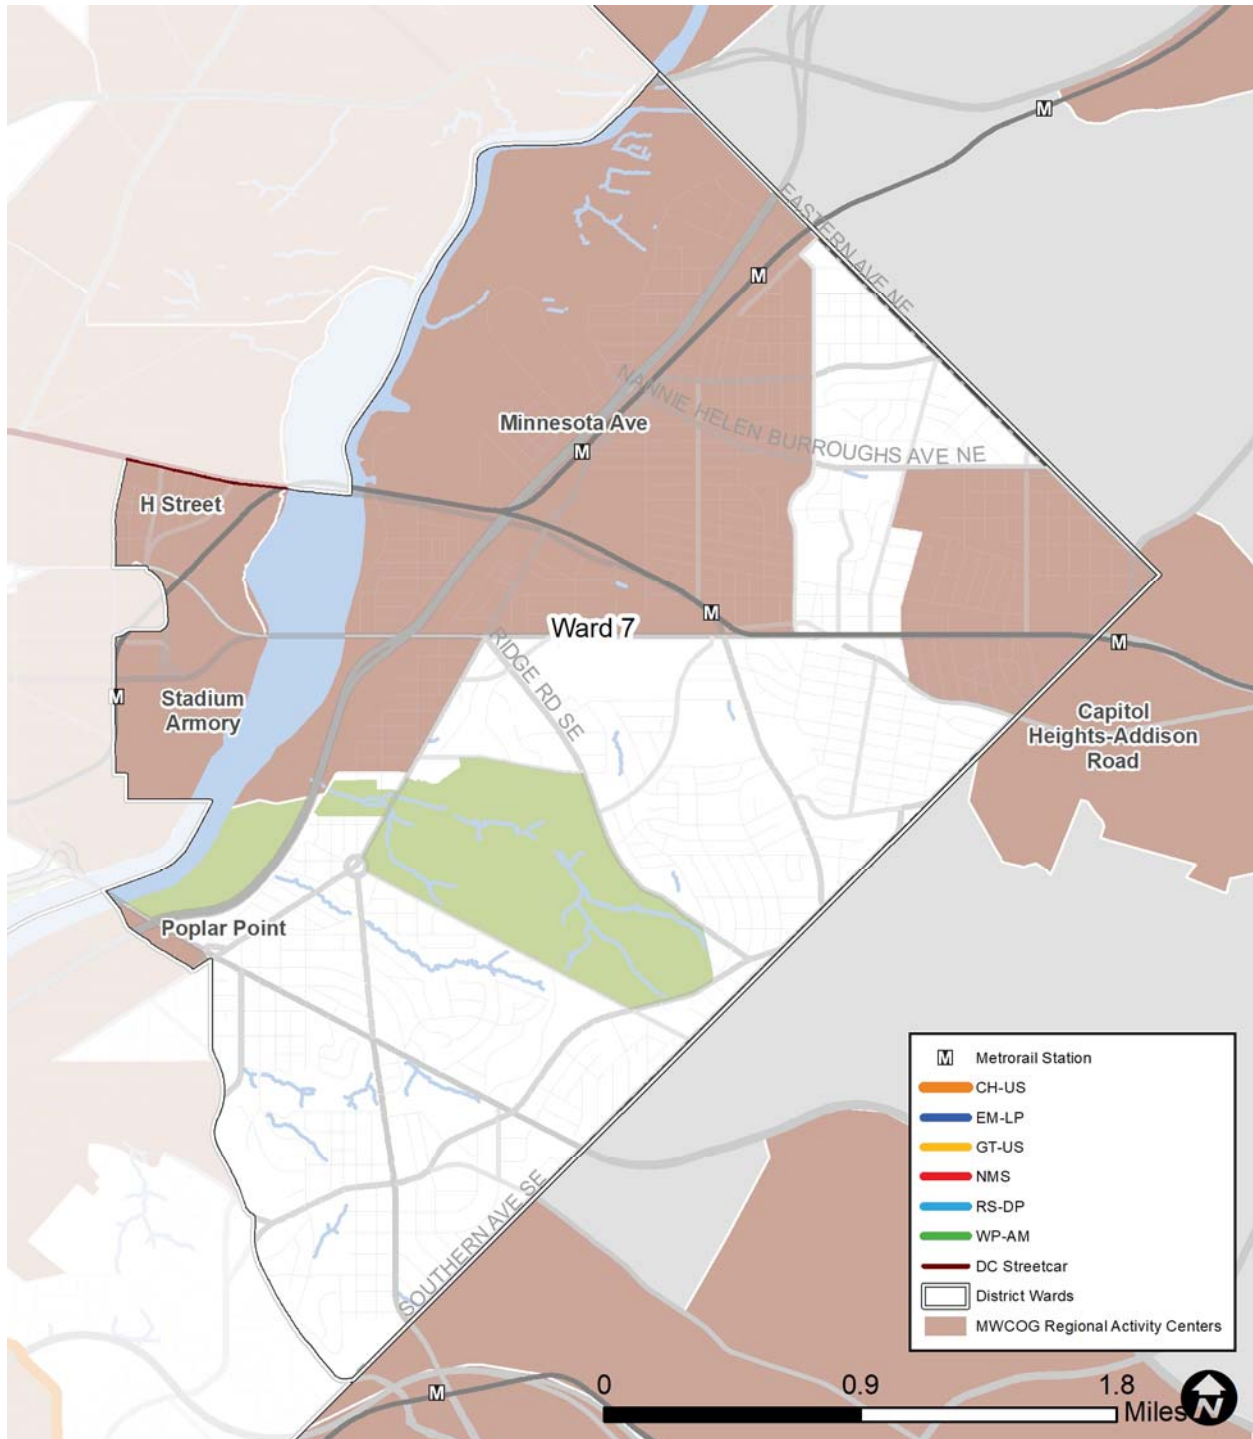 M
M
EASTERN AVE NE
NANNIE HELEN BURROUGHS AVE NE
Minnesota Ave
M
H Street
M
Ward 7
M
RIDGE RD SE
M
Stadium
Armory
Capitol
Heights-Addison
Road
Poplar Point
SOUTHERN AVE SE
M
M Metrorail Station
CH-US
EM-LP
GT-US
NMS
RS-DP
WP-AM
DC Streetcar
District Wards
MWCOG Regional Activity Centers
0 0.9 1.8
Miles
N